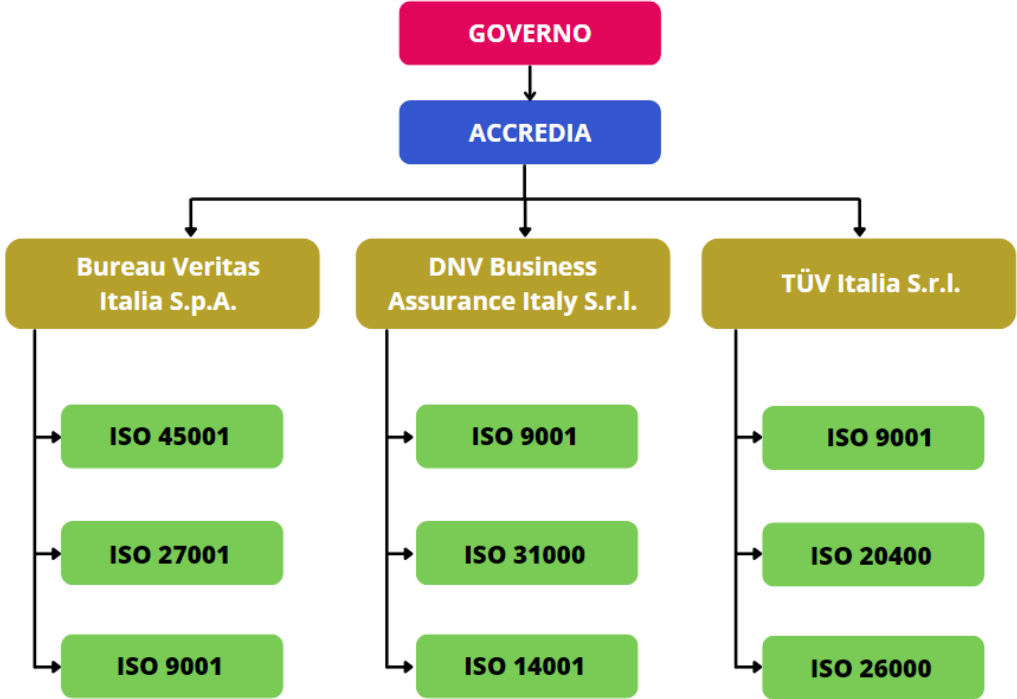 GOVERNO
ACCREDIA
Bureau Veritas
Italia S.p.A.
DNV Business
Assurance Italy S.r.l.
TÜV Italia S.r.l.
ISO 45001
ISO 9001
ISO 9001
ISO 27001
ISO 31000
ISO 20400
ISO 9001
ISO 14001
ISO 26000